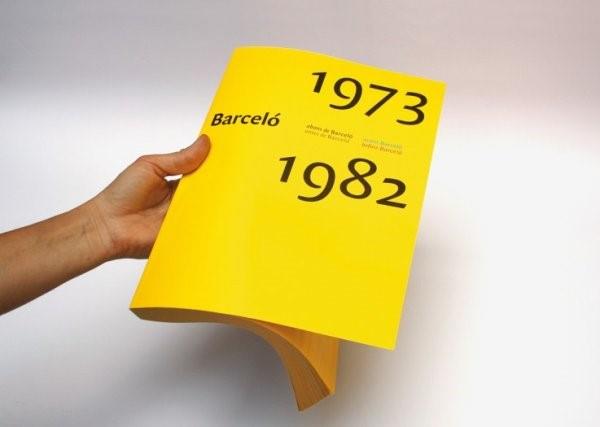 1973
Barceló
abans de Barceló
antes de Barceló
avant Barceló
before Barceló
1982